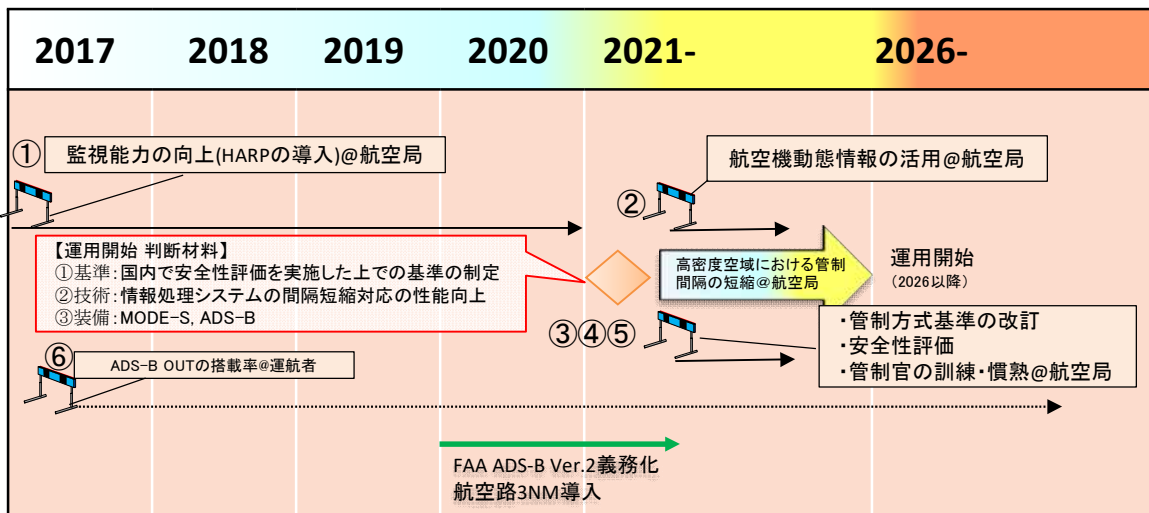 2017 2018 2019 2020 2021- 2026-
① 監視能力の向上(HARPの導入)@航空局
② 航空機動態情報の活用@航空局
【運用開始 判断材料】
①基準:国内で安全性評価を実施した上での基準の制定
②技術:情報処理システムの間隔短縮対応の性能向上
③装備:MODE-S, ADS-B
高密度空域における管制
間隔の短縮@航空局
運用開始
(2026以降)
③④⑤
・管制方式基準の改訂
・安全性評価
・管制官の訓練・慣熟@航空局
⑥ ADS-B OUTの搭載率@運航者
FAA ADS-B Ver.2義務化
航空路3NM導入